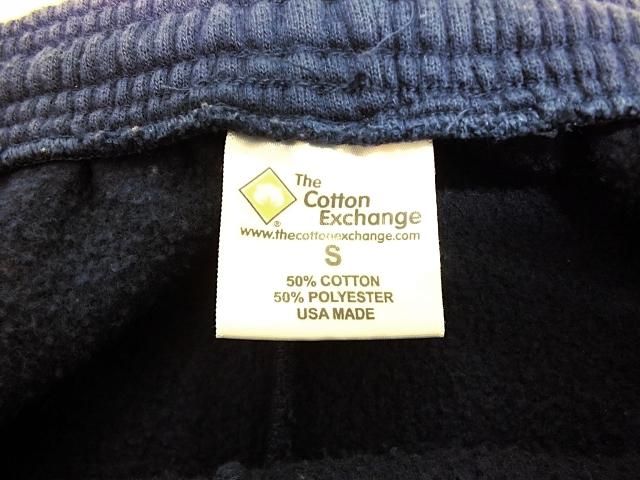 The
Cotton
Exchange
®
www.thecottonexchange.com
S
50% COTTON
50% POLYESTER
USA MADE